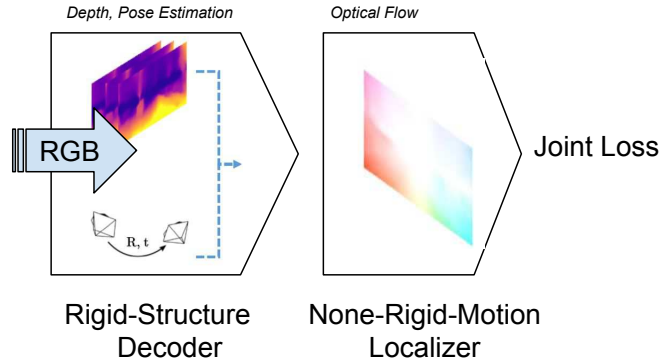 Depth, Pose Estimation
Optical Flow
RGB
Joint Loss
R, t
Rigid-Structure
Decoder
None-Rigid-Motion
Localizer